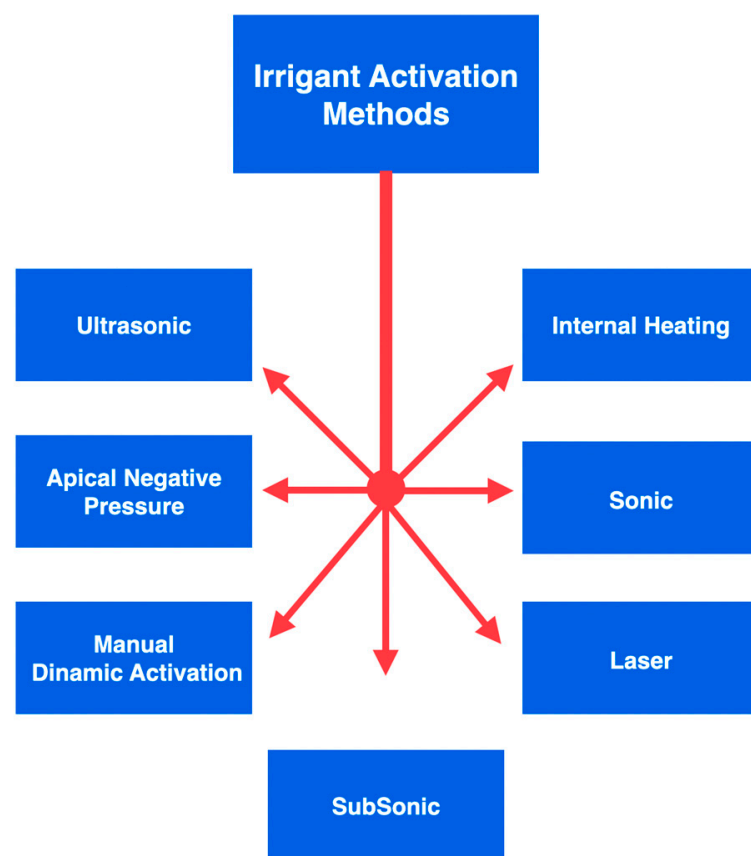 Irrigant Activation
Methods
Ultrasonic
Internal Heating
Apical Negative
Pressure
Sonic
Manual
Dinamic Activation
Laser
SubSonic